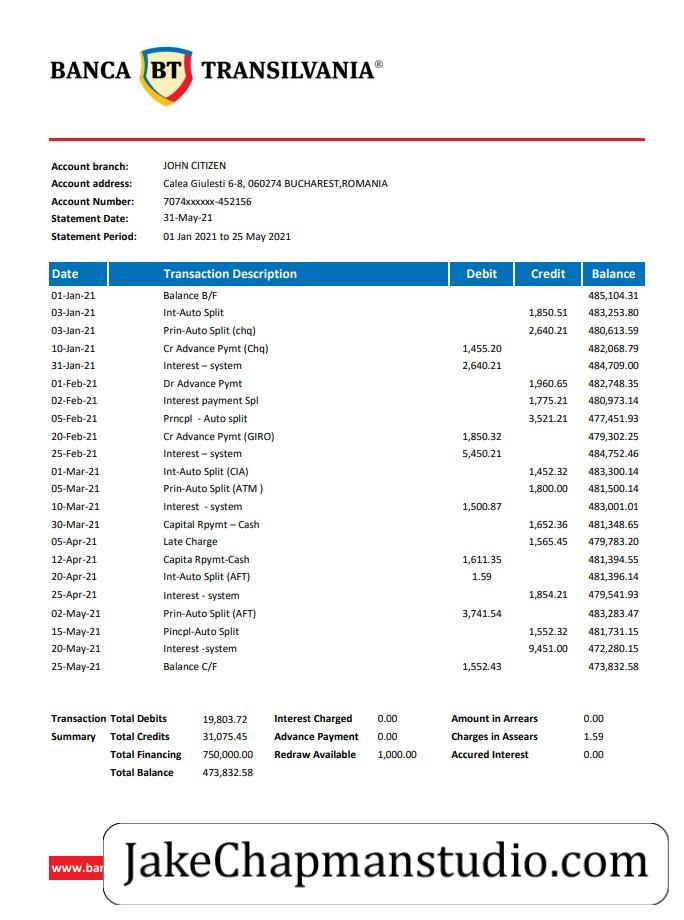 BANCA BT TRANSILVANIA®
Account branch: JOHN CITIZEN
Account address: Calea Giulesti 6-8, 060274 BUCHAREST,ROMANIA
Account Number: 7074xxxxxx-452156
Statement Date: 31-May-21
Statement Period: 01 Jan 2021 to 25 May 2021
Date Transaction Description Debit Credit Balance
01-Jan-21 Balance B/F 485,104.31
03-Jan-21 Int-Auto Split 1,850.51 483,253.80
03-Jan-21 Prin-Auto Split (chq) 2,640.21 480,613.59
10-Jan-21 Cr Advance Pymt (Chq) 1,455.20 482,068.79
31-Jan-21 Interest – system 2,640.21 484,709.00
01-Feb-21 Dr Advance Pymt 1,960.65 482,748.35
02-Feb-21 Interest payment Spl 1,775.21 480,973.14
05-Feb-21 Prncpl - Auto split 3,521.21 477,451.93
20-Feb-21 Cr Advance Pymt (GIRO) 1,850.32 479,302.25
25-Feb-21 Interest – system 5,450.21 484,752.46
01-Mar-21 Int-Auto Split (CIA) 1,452.32 483,300.14
05-Mar-21 Prin-Auto Split (ATM ) 1,800.00 481,500.14
10-Mar-21 Interest - system 1,500.87 483,001.01
30-Mar-21 Capital Rpymt – Cash 1,652.36 481,348.65
05-Apr-21 Late Charge 1,565.45 479,783.20
12-Apr-21 Capita Rpymt-Cash 1,611.35 481,394.55
20-Apr-21 Int-Auto Split (AFT) 1.59 481,396.14
25-Apr-21 Interest - system 1,854.21 479,541.93
02-May-21 Prin-Auto Split (AFT) 3,741.54 483,283.47
15-May-21 Pincpl-Auto Split 1,552.32 481,731.15
20-May-21 Interest -system 9,451.00 472,280.15
25-May-21 Balance C/F 1,552.43 473,832.58
Transaction Total Debits 19,803.72 Interest Charged 0.00 Amount in Arrears 0.00
Summary Total Credits 31,075.45 Advance Payment 0.00 Charges in Assears 1.59
Total Financing 750,000.00 Redraw Available 1,000.00 Accured Interest 0.00
Total Balance 473,832.58
JakeChapmanstudio.com